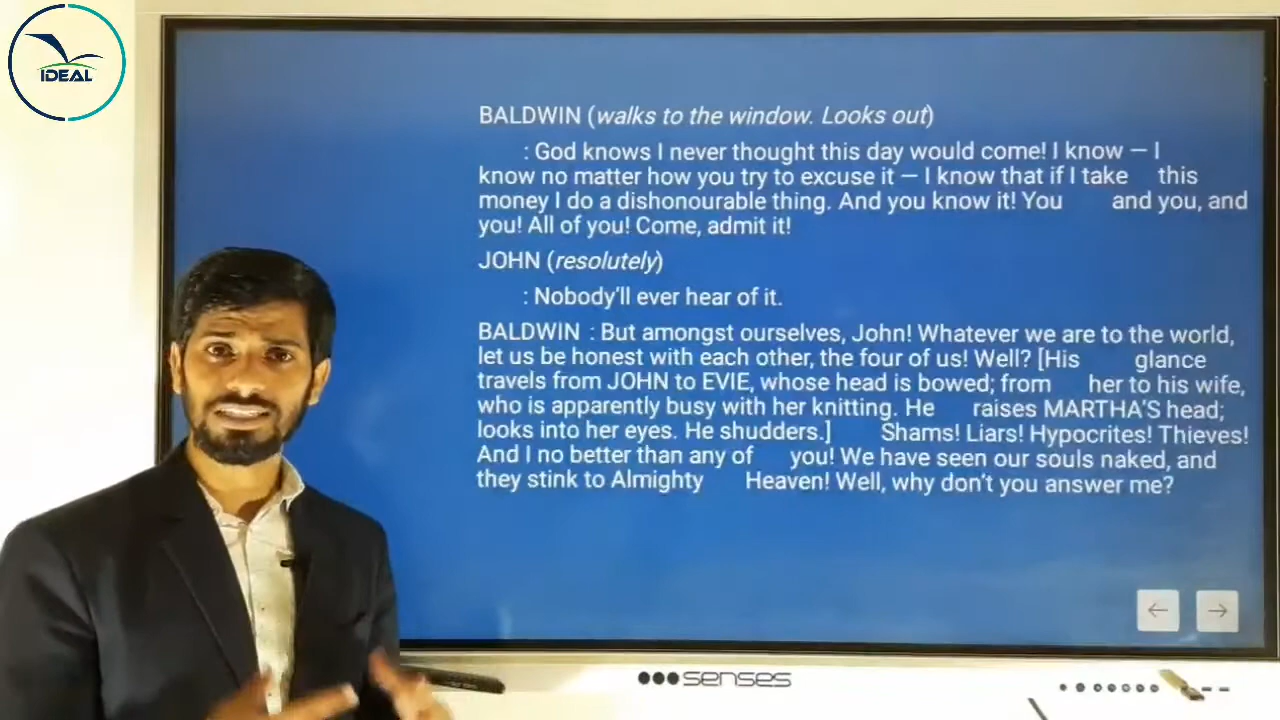 IDEAL
BALDWIN (walks to the window. Looks out)
: God knows I never thought this day would come! I know — I
know no matter how you try to excuse it — I know that if I take this
money I do a dishonourable thing. And you know it! You and you, and
you! All of you! Come, admit it!
JOHN (resolutely)
: Nobody'll ever hear of it.
BALDWIN : But amongst ourselves, John! Whatever we are to the world,
let us be honest with each other, the four of us! Well? [His glance
travels from JOHN to EVIE, whose head is bowed; from her to his wife,
who is apparently busy with her knitting. He raises MARTHA'S head;
looks into her eyes. He shudders.] Shams! Liars! Hypocrites! Thieves!
And I no better than any of you! We have seen our souls naked, and
they stink to Almighty Heaven! Well, why don't you answer me?
senses